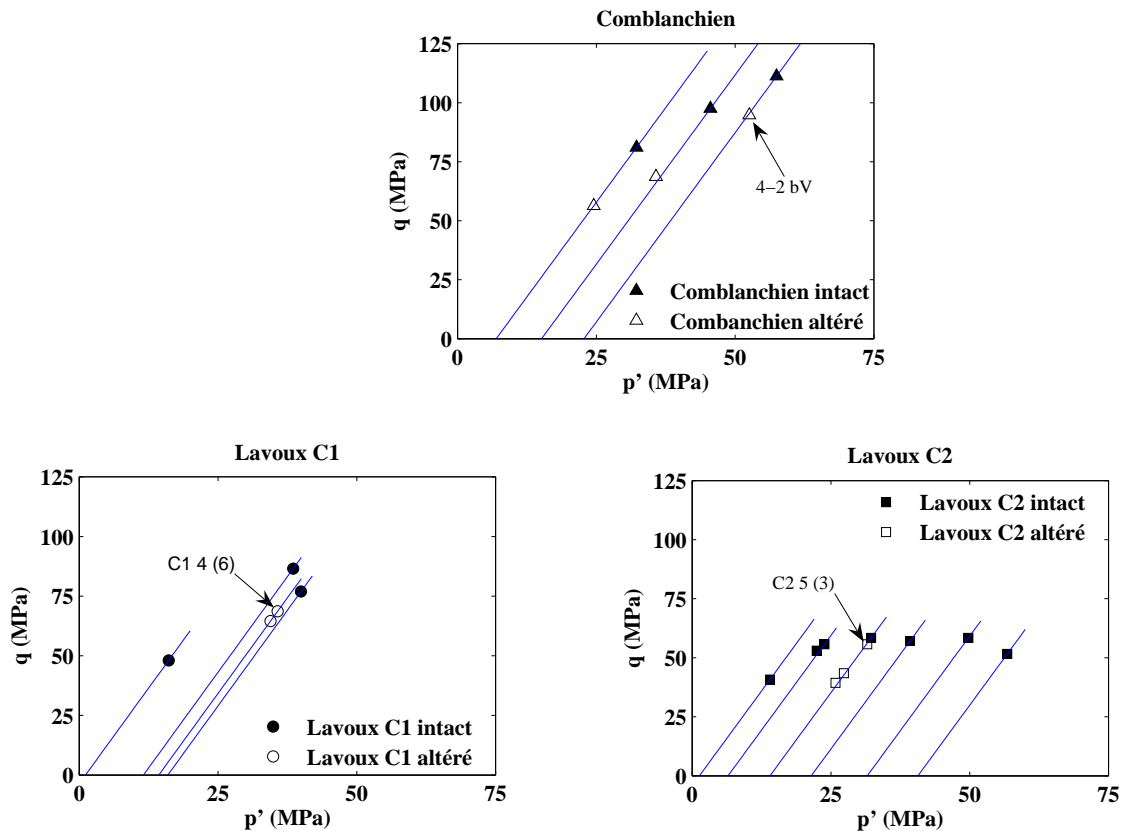 Comblanchien
125
100
75
50
25
0
q (MPa)
4−2 bV
Comblanchien intact
Combanchien altéré
0 25 50 75
p’ (MPa)
Lavoux C1
125
100
75
50
25
0
q (MPa)
C1 4 (6)
Lavoux C1 intact
Lavoux C1 altéré
0 25 50 75
p’ (MPa)
Lavoux C2
125
100
75
50
25
0
q (MPa)
Lavoux C2 intact
Lavoux C2 altéré
C2 5 (3)
0 25 50 75
p’ (MPa)